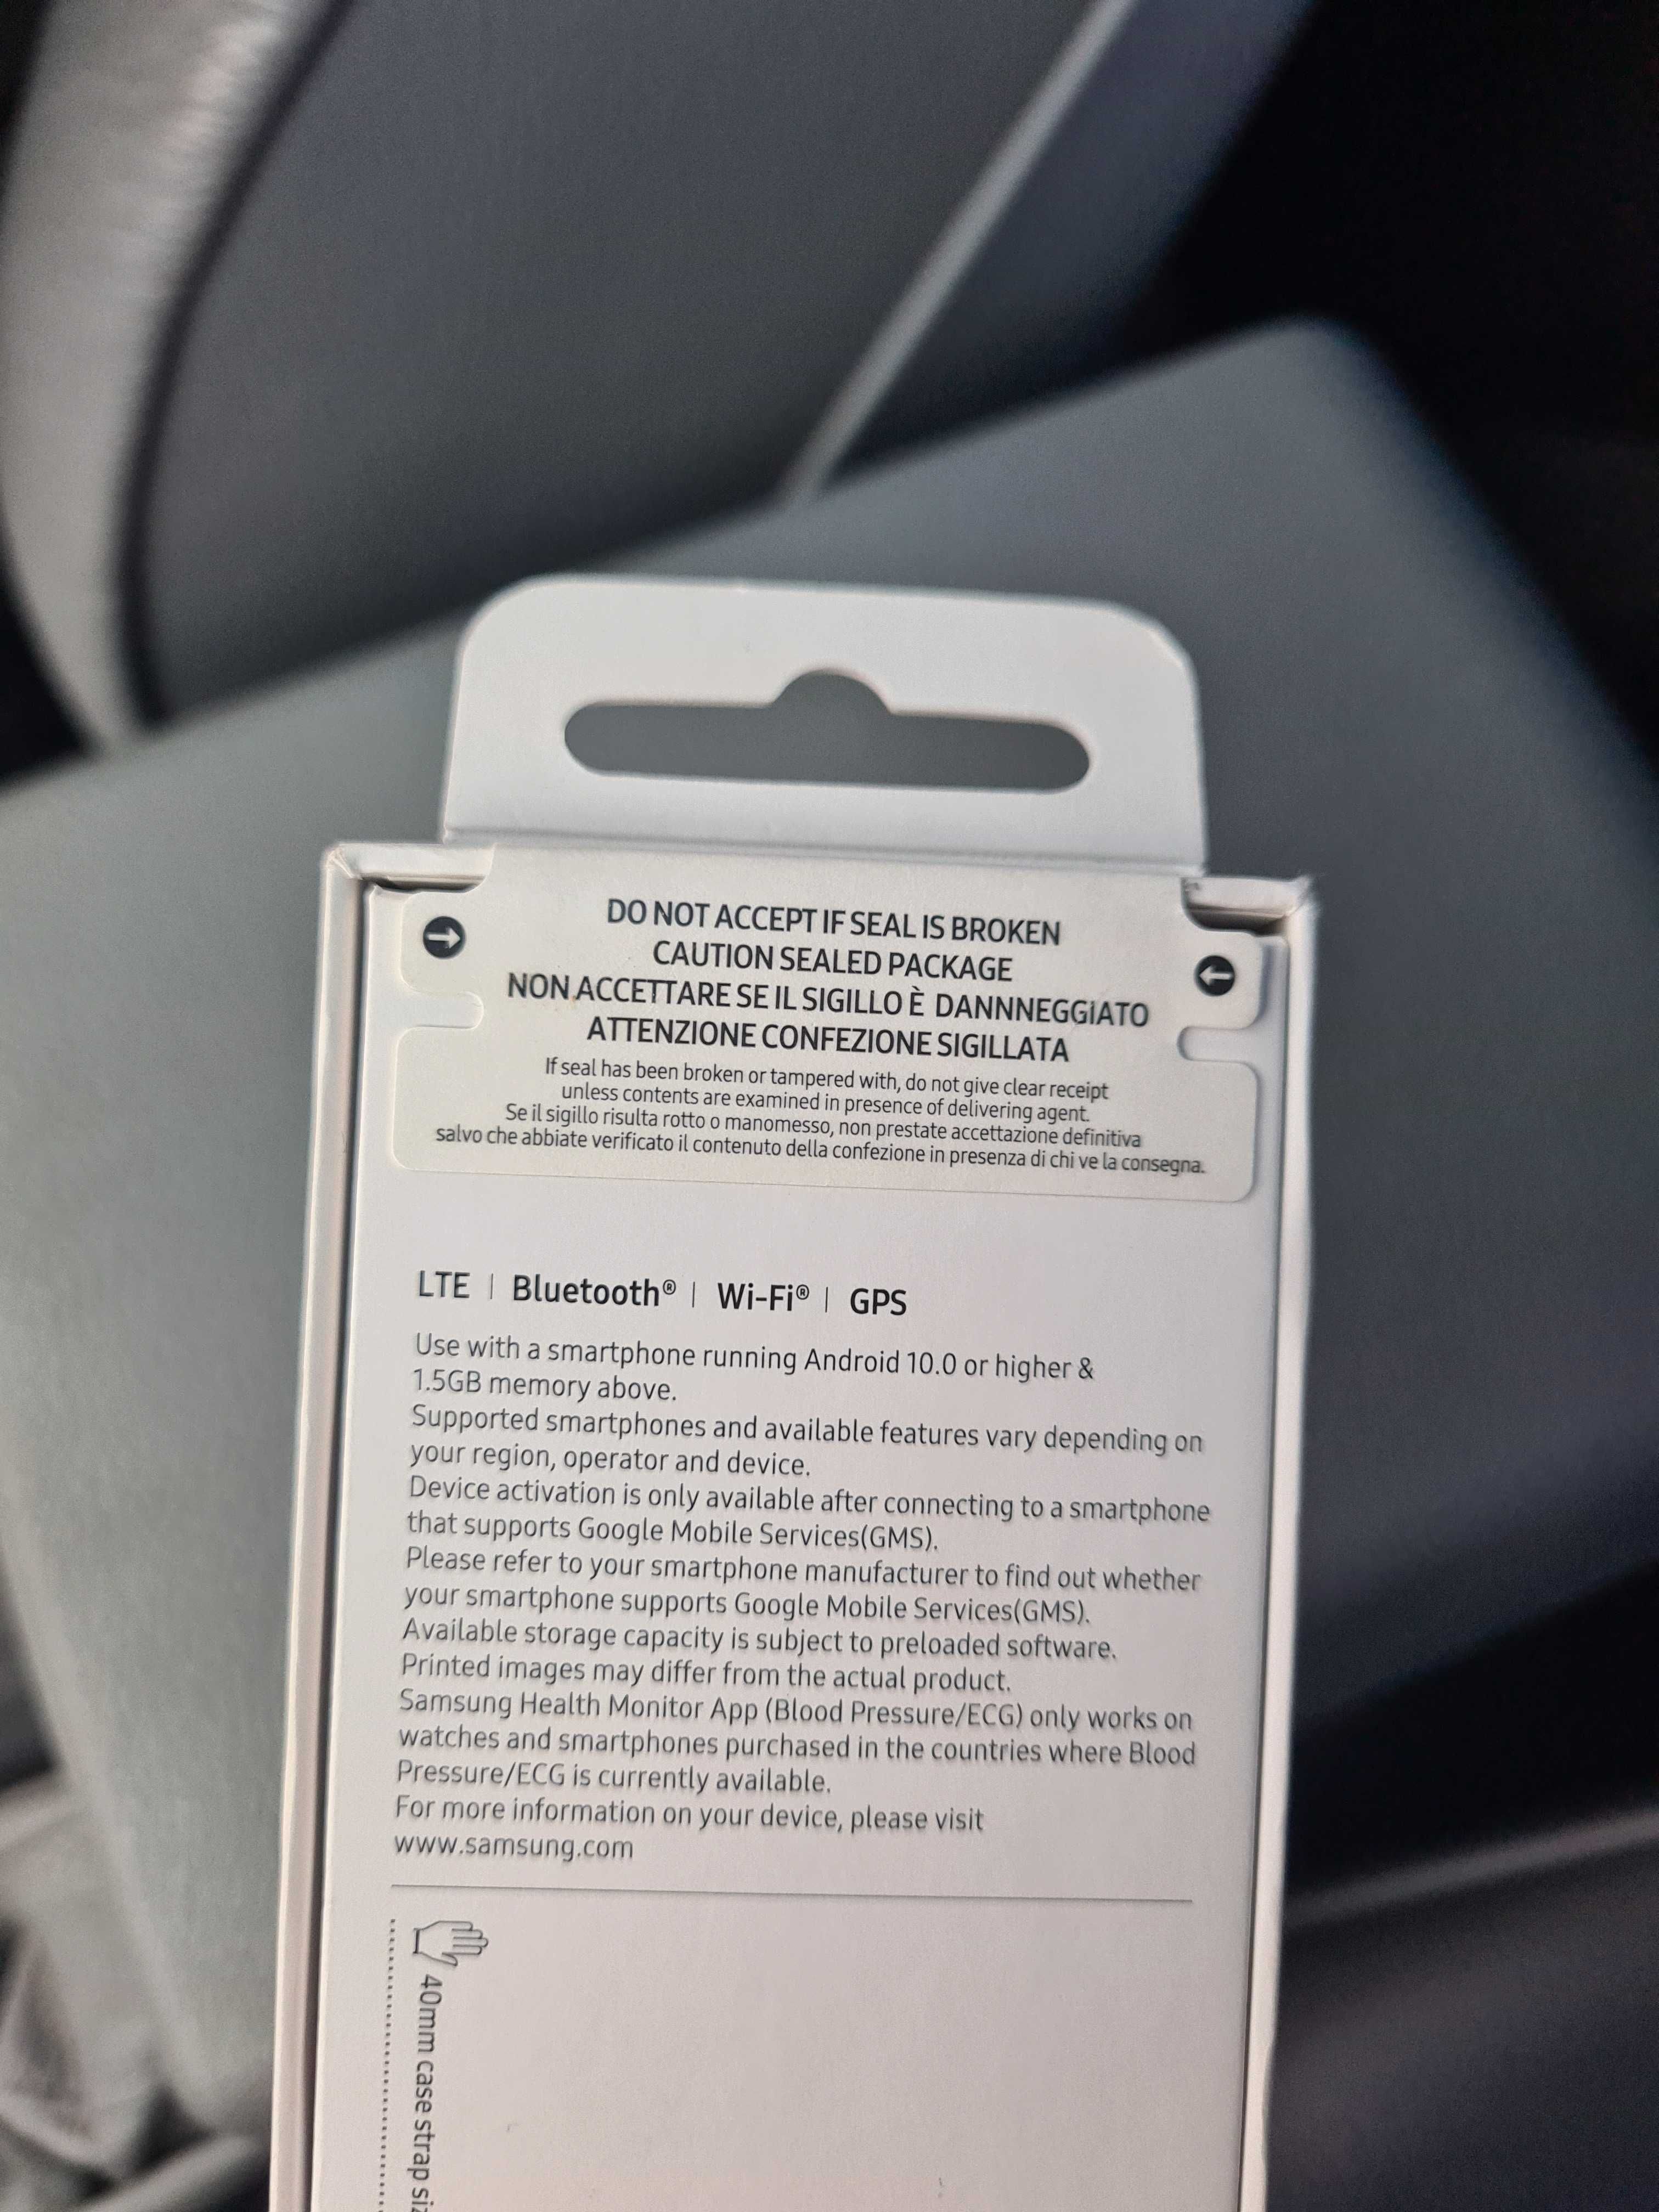 DO NOT ACCEPT IF SEAL IS BROKEN
CAUTION SEALED PACKAGE
NON ACCETTARE SE IL SIGILLO È DANNNEGGIATO
ATTENZIONE CONFEZIONE SIGILLATA
If seal has been broken or tampered with, do not give clear receipt
unless contents are examined in presence of delivering agent.
Se il sigillo risulta rotto o manomesso, non prestate accettazione definitiva
salvo che abbiate verificato il contenuto della confezione in presenza di chi ve la consegna.
LTE | Bluetooth® | Wi-Fi® | GPS
Use with a smartphone running Android 10.0 or higher &
1.5GB memory above.
Supported smartphones and available features vary depending on
your region, operator and device.
Device activation is only available after connecting to a smartphone
that supports Google Mobile Services(GMS).
Please refer to your smartphone manufacturer to find out whether
your smartphone supports Google Mobile Services(GMS).
Available storage capacity is subject to preloaded software.
Printed images may differ from the actual product.
Samsung Health Monitor App (Blood Pressure/ECG) only works on
watches and smartphones purchased in the countries where Blood
Pressure/ECG is currently available.
For more information on your device, please visit
www.samsung.com
40mm case strap